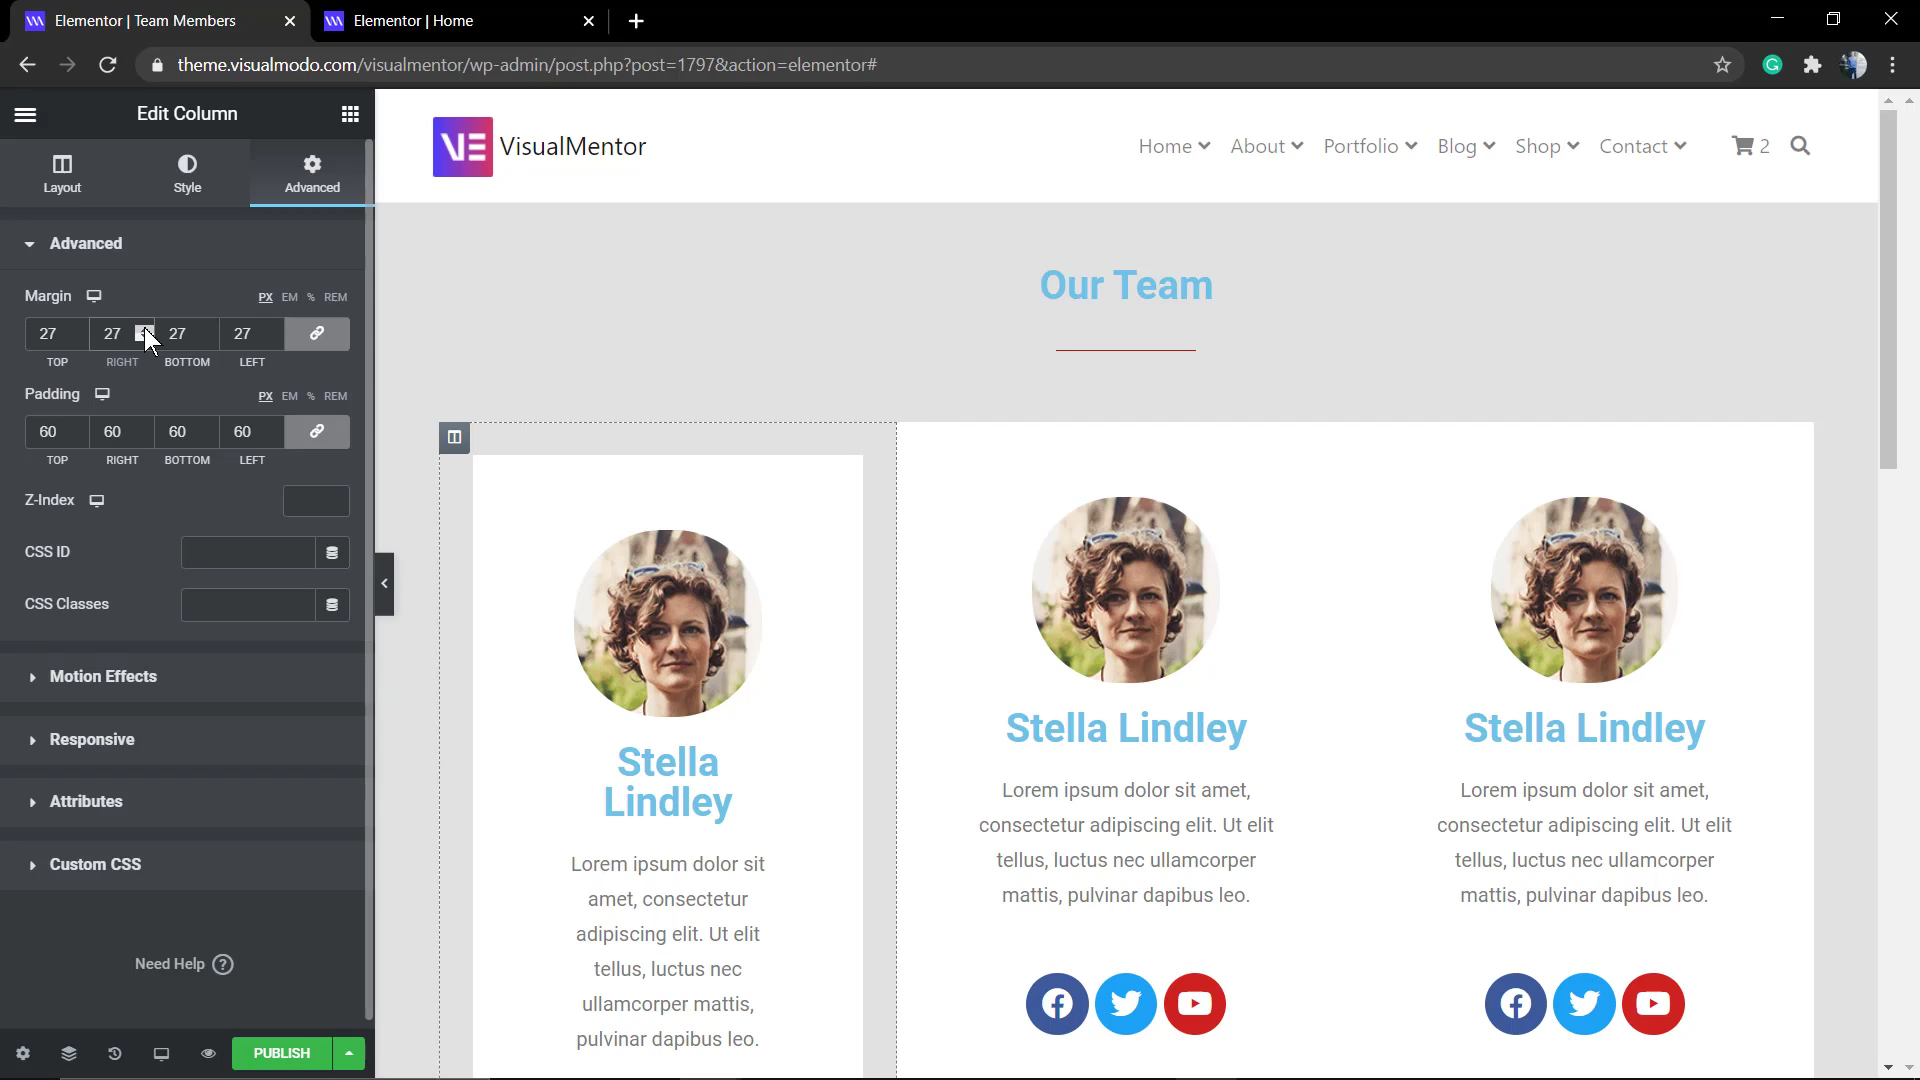 Elementor | Team Members
Elementor | Home
theme.visualmodo.com/visualmentor/wp-admin/post.php?post=1797&action=elementor#
Edit Column
Layout
Style
Advanced
Advanced
Margin
PX EM % REM
27 27 27 27
TOP RIGHT BOTTOM LEFT
Padding
PX EM % REM
60 60 60 60
TOP RIGHT BOTTOM LEFT
Z-Index
CSS ID
CSS Classes
Motion Effects
Responsive
Attributes
Custom CSS
Need Help ?
PUBLISH
VE VisualMentor
Home About Portfolio Blog Shop Contact 2
Our Team
Stella
Lindley
Lorem ipsum dolor sit
amet, consectetur
adipiscing elit. Ut elit
tellus, luctus nec
ullamcorper mattis,
pulvinar dapibus leo.
Stella Lindley
Lorem ipsum dolor sit amet,
consectetur adipiscing elit. Ut elit
tellus, luctus nec ullamcorper
mattis, pulvinar dapibus leo.
Stella Lindley
Lorem ipsum dolor sit amet,
consectetur adipiscing elit. Ut elit
tellus, luctus nec ullamcorper
mattis, pulvinar dapibus leo.